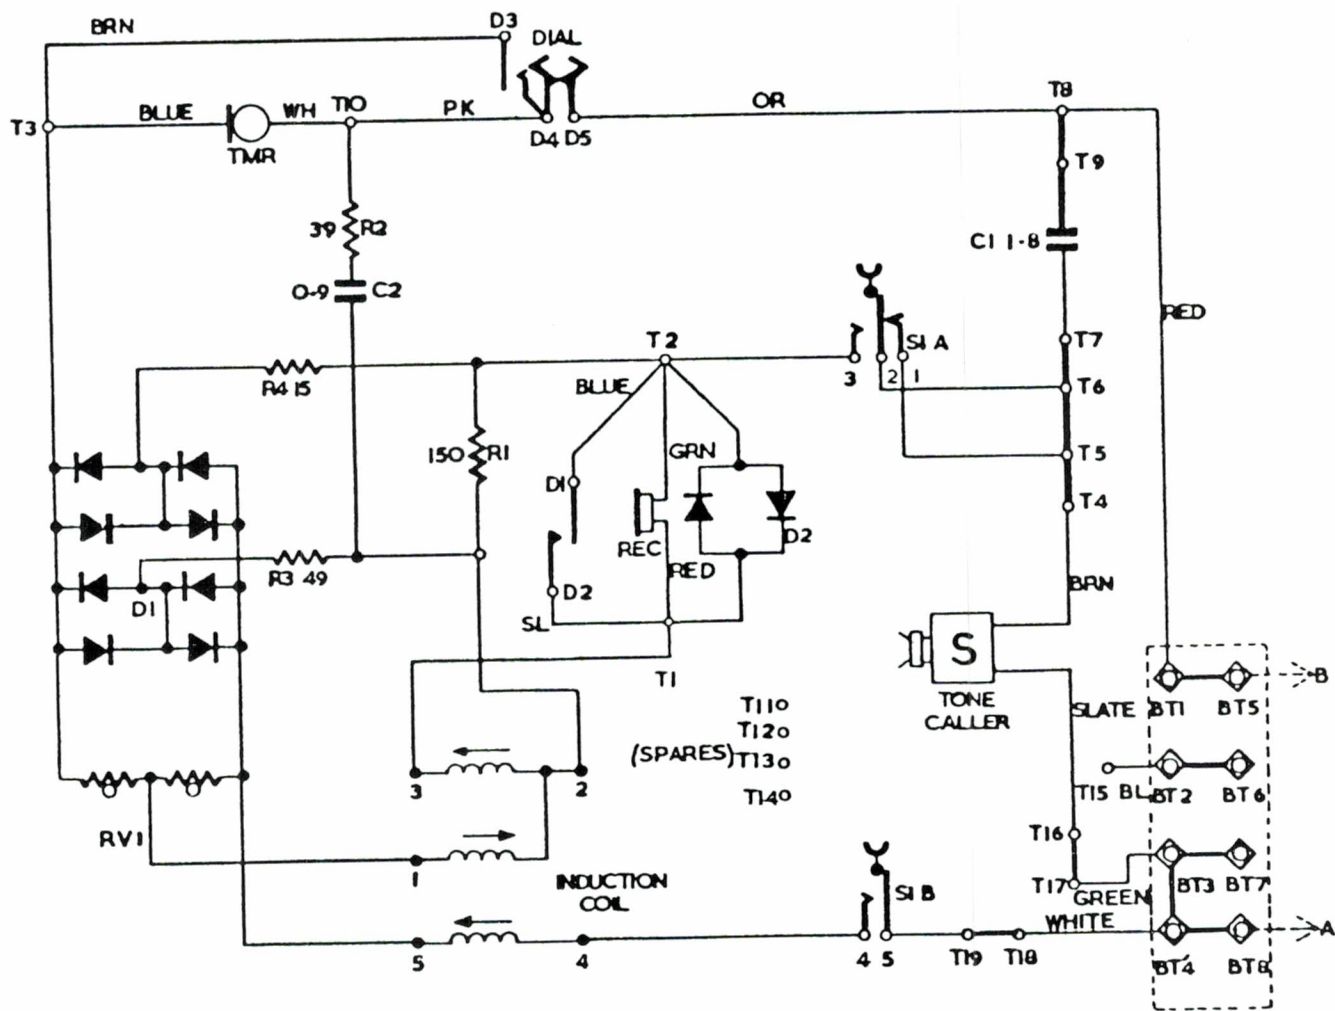 BRN
D3
DIAL
T3
BLUE
TMR
WH
T10
PK
D4 D5
OR
T8
T9
39 R2
C1 1-8
0-9 C2
RED
T2
S1 A
3 2 1
T7
T6
R4 15
BLUE
150 R1
GRN
T5
D1
T4
REC
D2
R3 49
RED
D1
D2
BRN
SL
T1
S
TONE
CALLER
SLATE
BT1 BT5
B
T11
T12
(SPARES) T13
T14
3 2
T15 BL
BT2 BT6
RV1
T16
1
INDUCTION
COIL
S1 B
T17
GREEN
BT3 BT7
WHITE
5 4
4 5
T19 T18
BT4 BT8
A